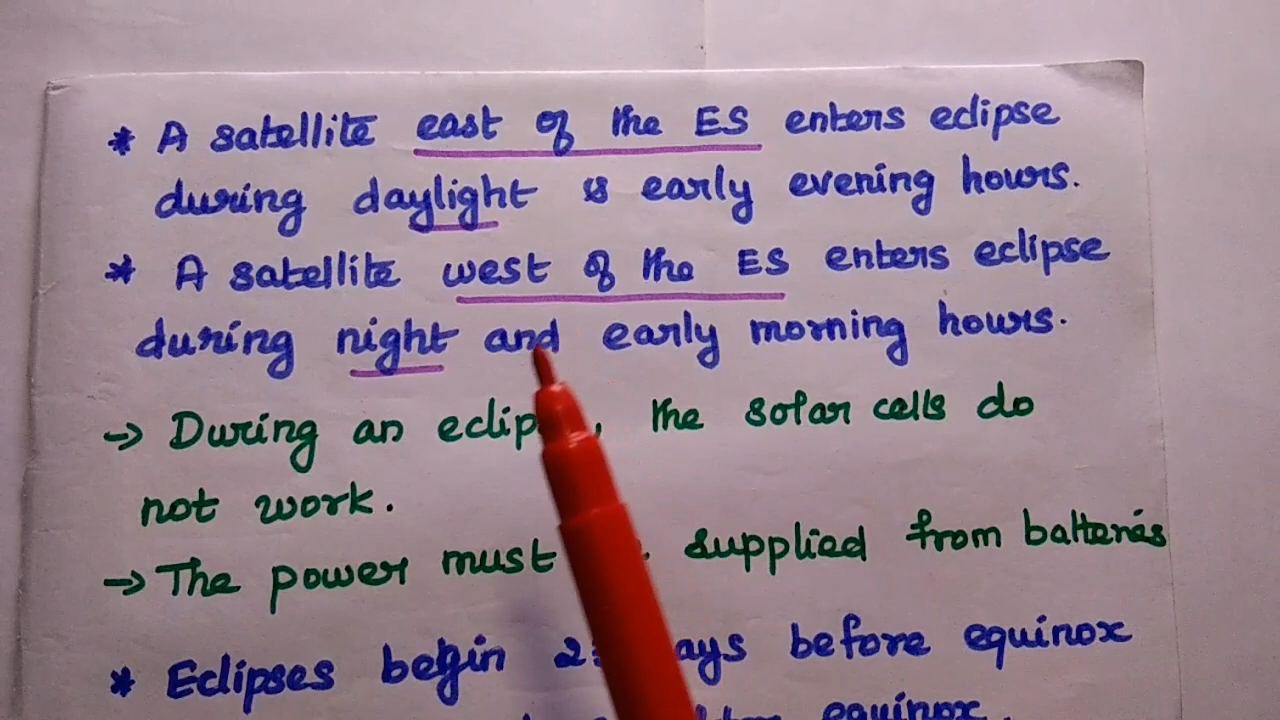 * A satellite east of the ES enters eclipse
during daylight & early evening hours.
* A satellite west of the ES enters eclipse
during night and early morning hours.
→ During an eclip , the solar cells do
not work.
→ The power must supplied from batteries
* Eclipses begin 2 ays before equinox
equinox.